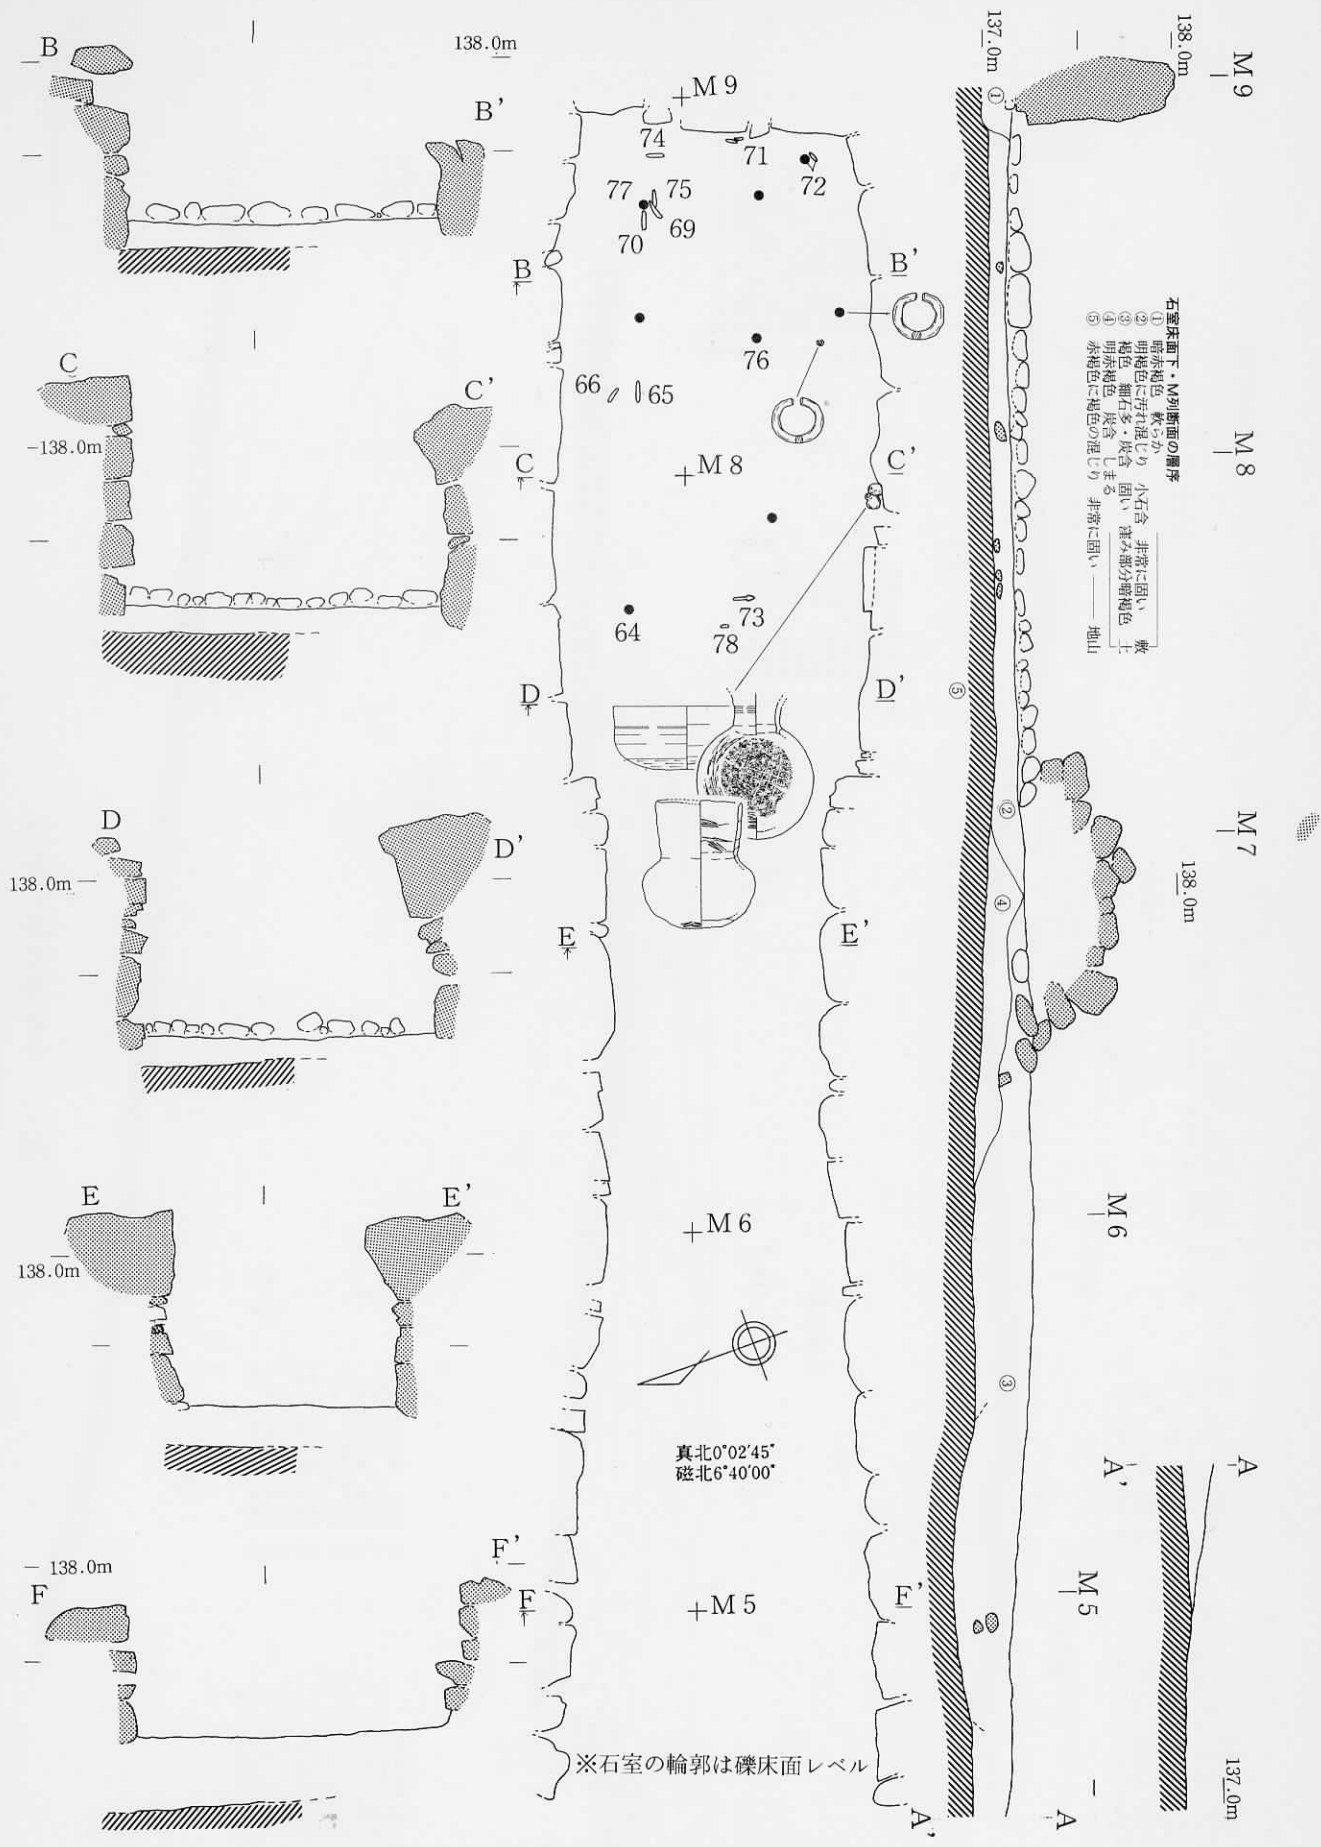 B
138.0m
B'
C
-138.0m
C'
D
138.0m
D'
E
138.0m
E'
138.0m
F
F'
M9
74
71
72
77
75
70
69
B
B'
76
66
65
M8
C
C'
64
73
78
D
D'
E
E'
M6
真北0°02'45"
磁北6°40'00"
M5
F
F'
※石室の輪郭は礫床面レベル
A'
A
137.0m
138.0m
M9
①
石室床面下・M列断面の層序
① 暗赤褐色 軟らか
② 明褐色に汚れ混じり 小石含 非常に固い 敷
③ 褐色 細石多・炭含 固い 窪み部分暗褐色 土
④ 明赤褐色 炭含 しまる
⑤ 赤褐色に褐色の混じり 非常に固い ── 地山
M8
⑤
②
M7
④
138.0m
M6
③
A
A'
M5
137.0m